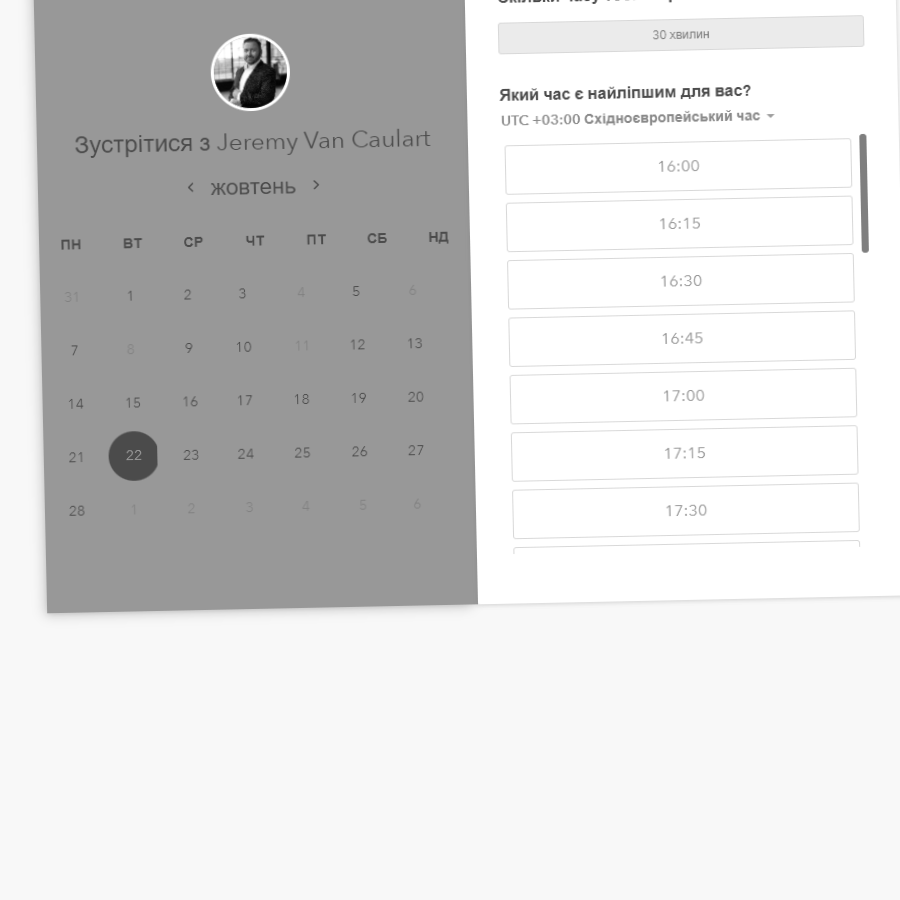 30 хвилин
Який час є найліпшим для вас?
UTC +03:00 Східноєвропейський час
Зустрітися з Jeremy Van Caulart
жовтень
ПН ВТ СР ЧТ ПТ СБ НД
31 1 2 3 4 5 6
7 8 9 10 11 12 13
14 15 16 17 18 19 20
21 22 23 24 25 26 27
28 1 2 3 4 5 6
16:00
16:15
16:30
16:45
17:00
17:15
17:30